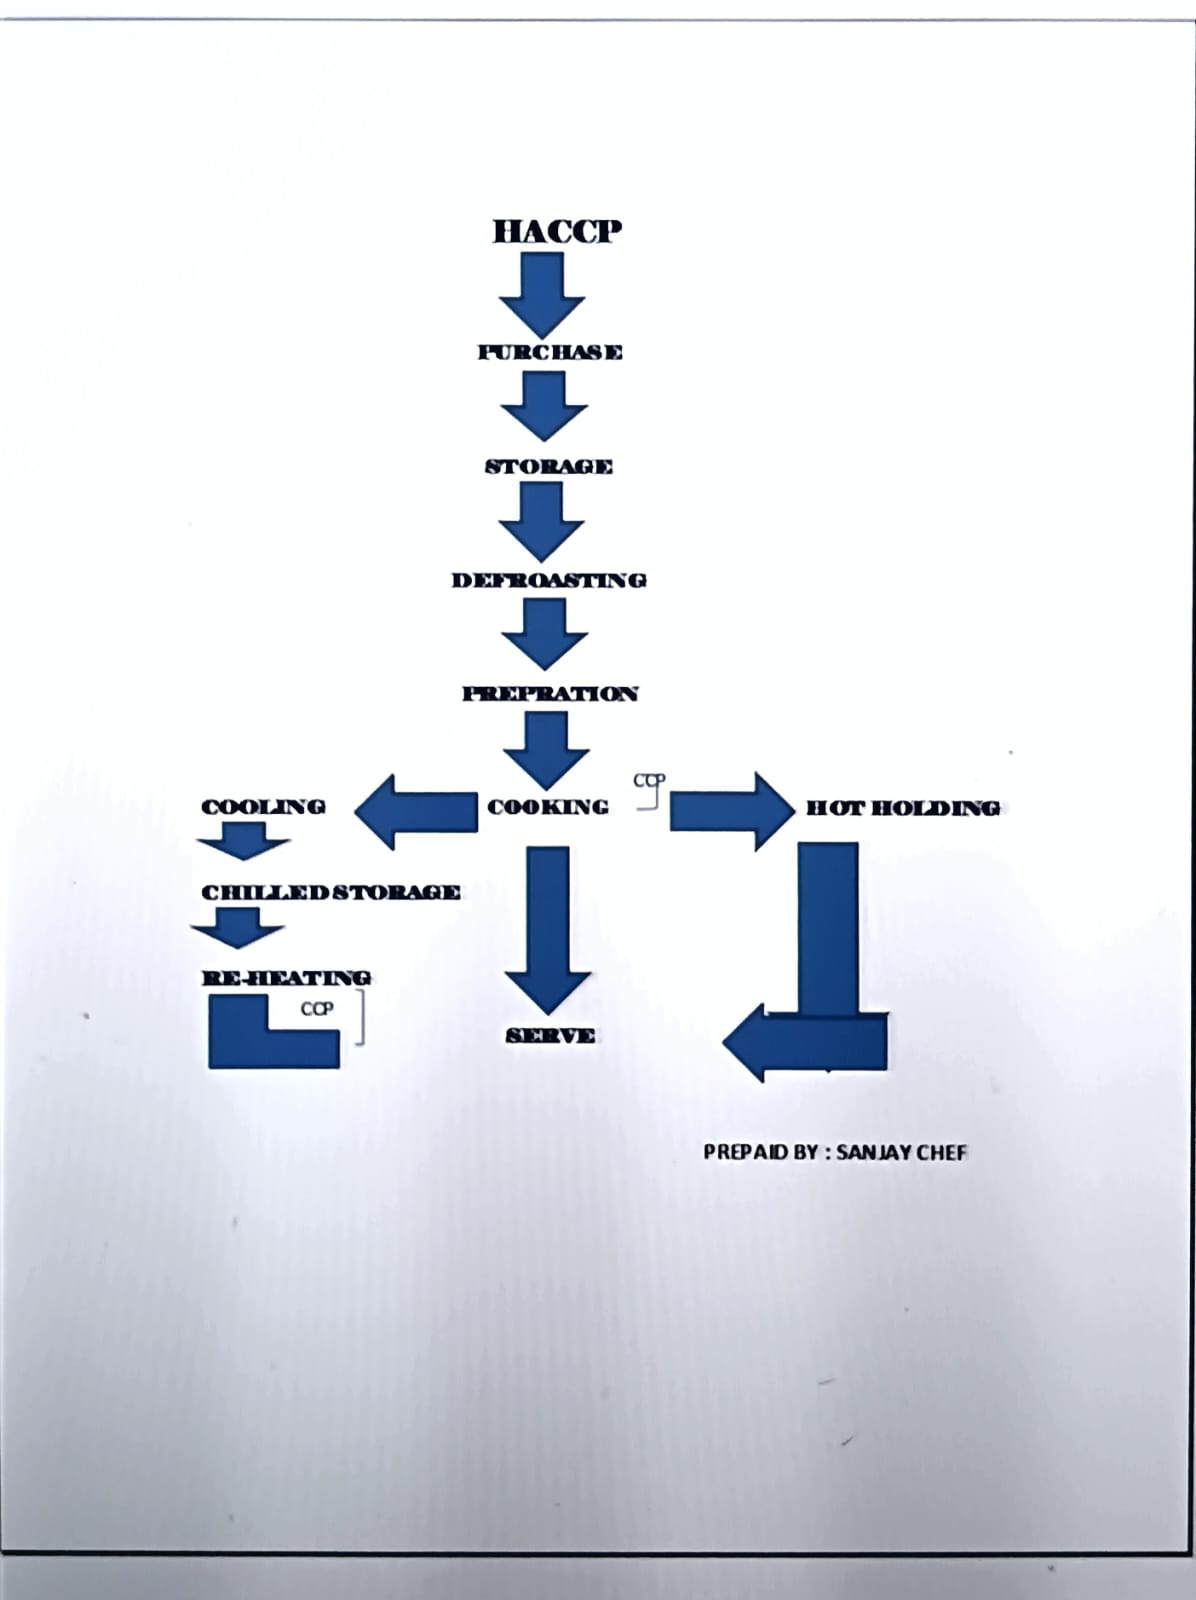 HACCP
PURCHASE
STORAGE
DEFROASTING
PREPRATION
COOLING
COOKING
CCP
HOT HOLDING
CHILLED STORAGE
RE-HEATING
CCP
SERVE
PREPAID BY : SANJAY CHEF